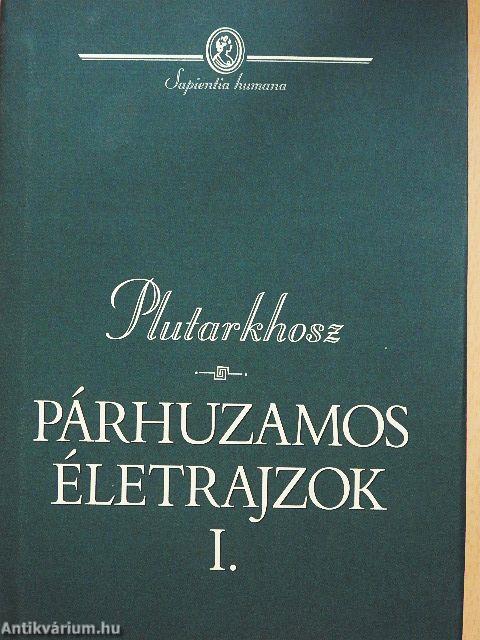 Sapientia humana
Plutarkhosz
PÁRHUZAMOS
ÉLETRAJZOK
I.
Antikvárium.hu